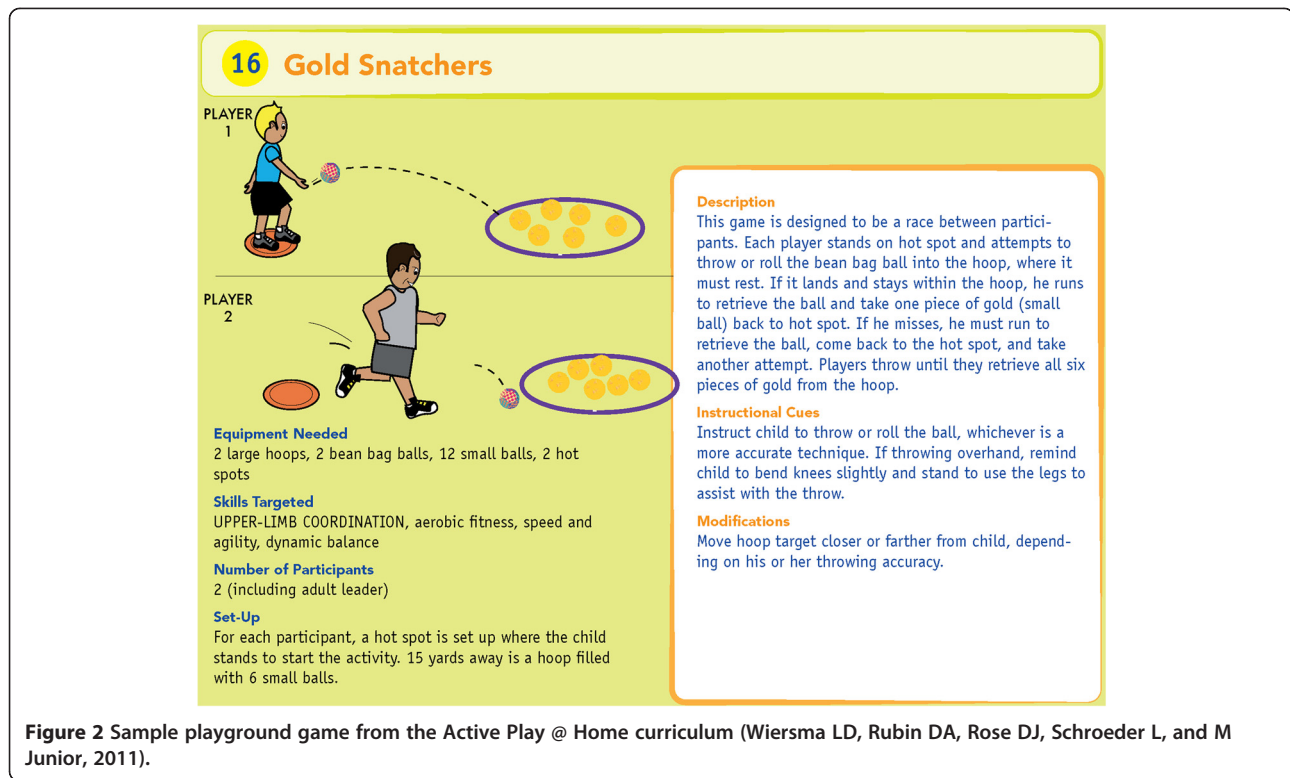 16 Gold Snatchers
PLAYER
1
PLAYER
2
Equipment Needed
2 large hoops, 2 bean bag balls, 12 small balls, 2 hot
spots
Skills Targeted
UPPER-LIMB COORDINATION, aerobic fitness, speed and
agility, dynamic balance
Number of Participants
2 (including adult leader)
Set-Up
For each participant, a hot spot is set up where the child
stands to start the activity. 15 yards away is a hoop filled
with 6 small balls.
Description
This game is designed to be a race between partici-
pants. Each player stands on hot spot and attempts to
throw or roll the bean bag ball into the hoop, where it
must rest. If it lands and stays within the hoop, he runs
to retrieve the ball and take one piece of gold (small
ball) back to hot spot. If he misses, he must run to
retrieve the ball, come back to the hot spot, and take
another attempt. Players throw until they retrieve all six
pieces of gold from the hoop.
Instructional Cues
Instruct child to throw or roll the ball, whichever is a
more accurate technique. If throwing overhand, remind
child to bend knees slightly and stand to use the legs to
assist with the throw.
Modifications
Move hoop target closer or farther from child, depend-
ing on his or her throwing accuracy.
Figure 2 Sample playground game from the Active Play @ Home curriculum (Wiersma LD, Rubin DA, Rose DJ, Schroeder L, and M
Junior, 2011).